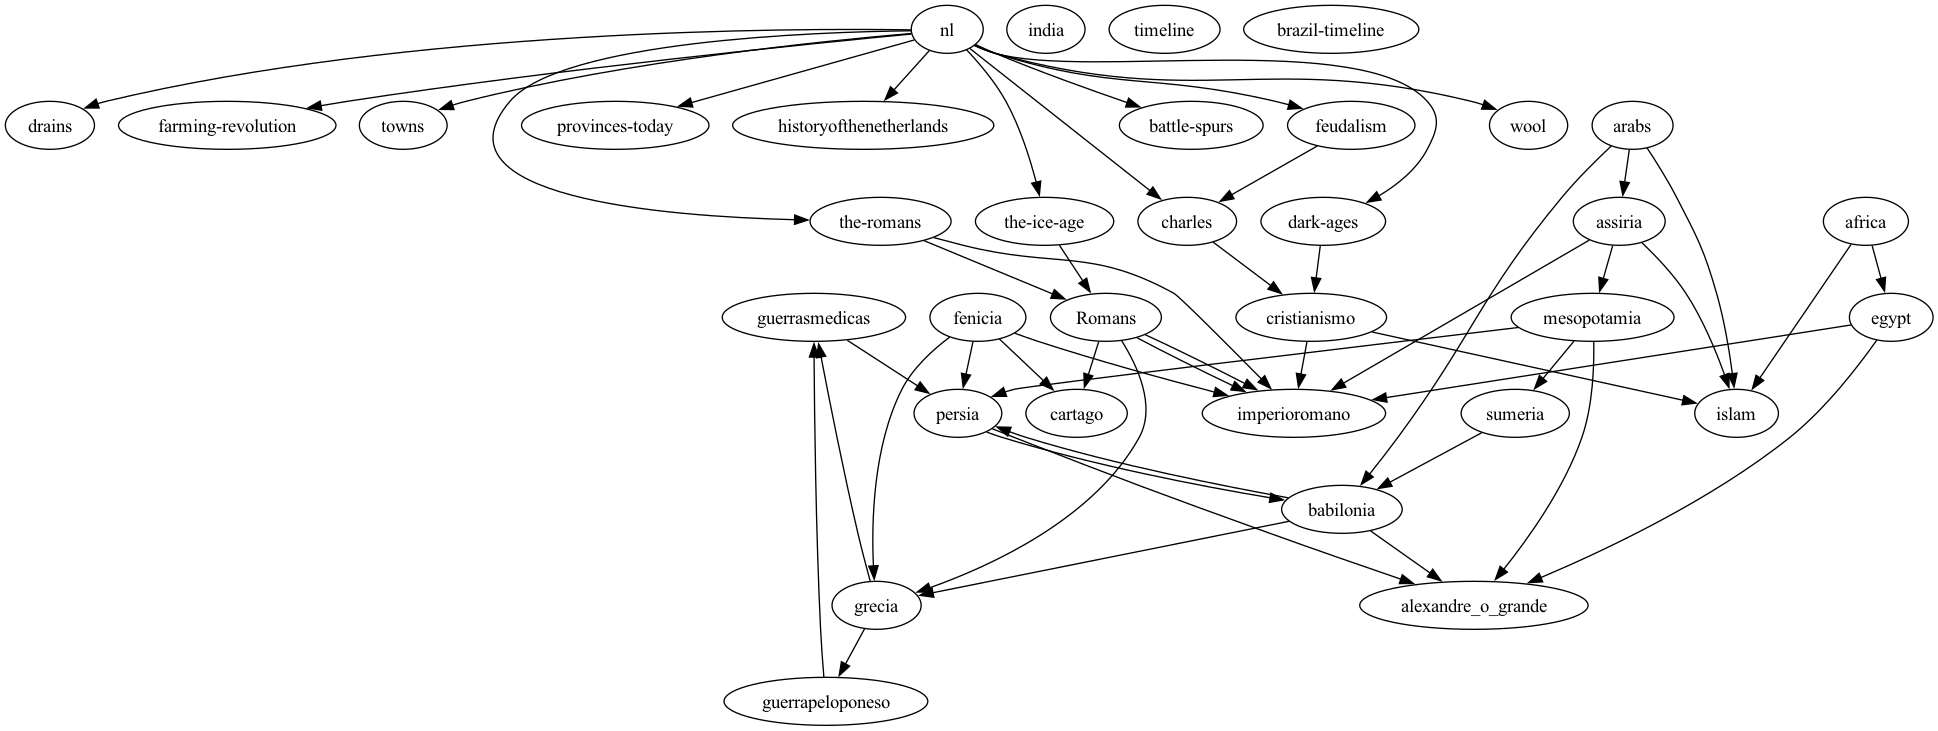 nl
india
timeline
brazil-timeline
drains
farming-revolution
towns
provinces-today
historyofthenetherlands
battle-spurs
feudalism
wool
arabs
the-romans
the-ice-age
charles
dark-ages
assiria
africa
guerrasmedicas
fenicia
Romans
cristianismo
mesopotamia
egypt
persia
cartago
imperioromano
sumeria
islam
babilonia
grecia
alexandre_o_grande
guerrapeloponeso